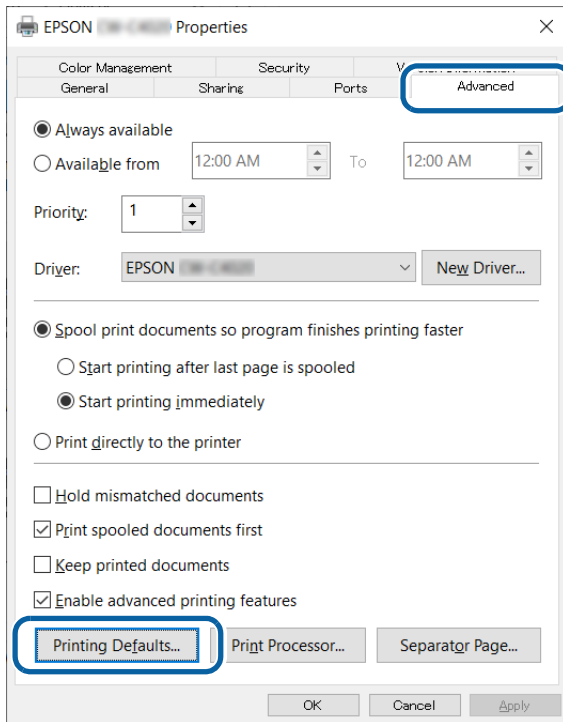 EPSON Properties
Color Management Security
General Sharing Ports Advanced
Always available
Available from 12:00 AM To 12:00 AM
Priority: 1
Driver: EPSON New Driver...
Spool print documents so program finishes printing faster
Start printing after last page is spooled
Start printing immediately
Print directly to the printer
Hold mismatched documents
Print spooled documents first
Keep printed documents
Enable advanced printing features
Printing Defaults... Print Processor... Separator Page...
OK Cancel Apply